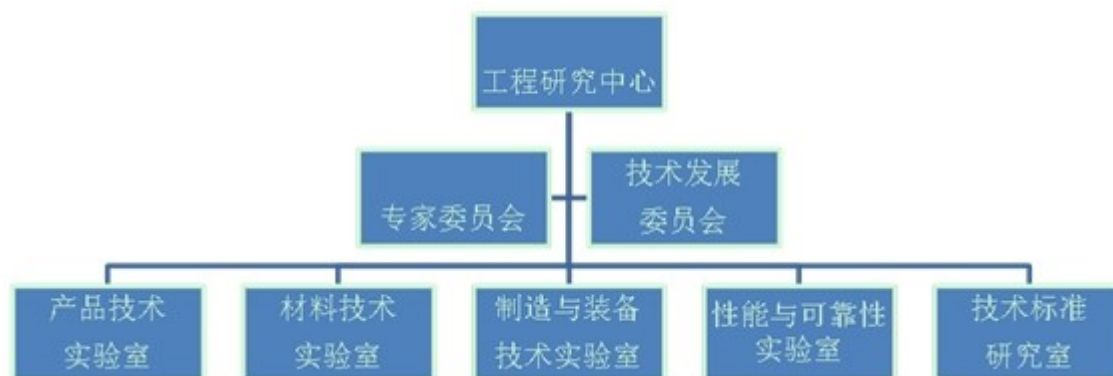 工程研究中心
专家委员会
技术发展
委员会
产品技术
实验室
材料技术
实验室
制造与装备
技术实验室
性能与可靠性
实验室
技术标准
研究室